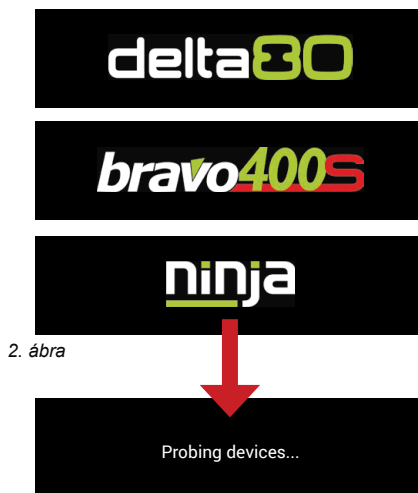 delta80
bravo400S
ninja
2. ábra
Probing devices...